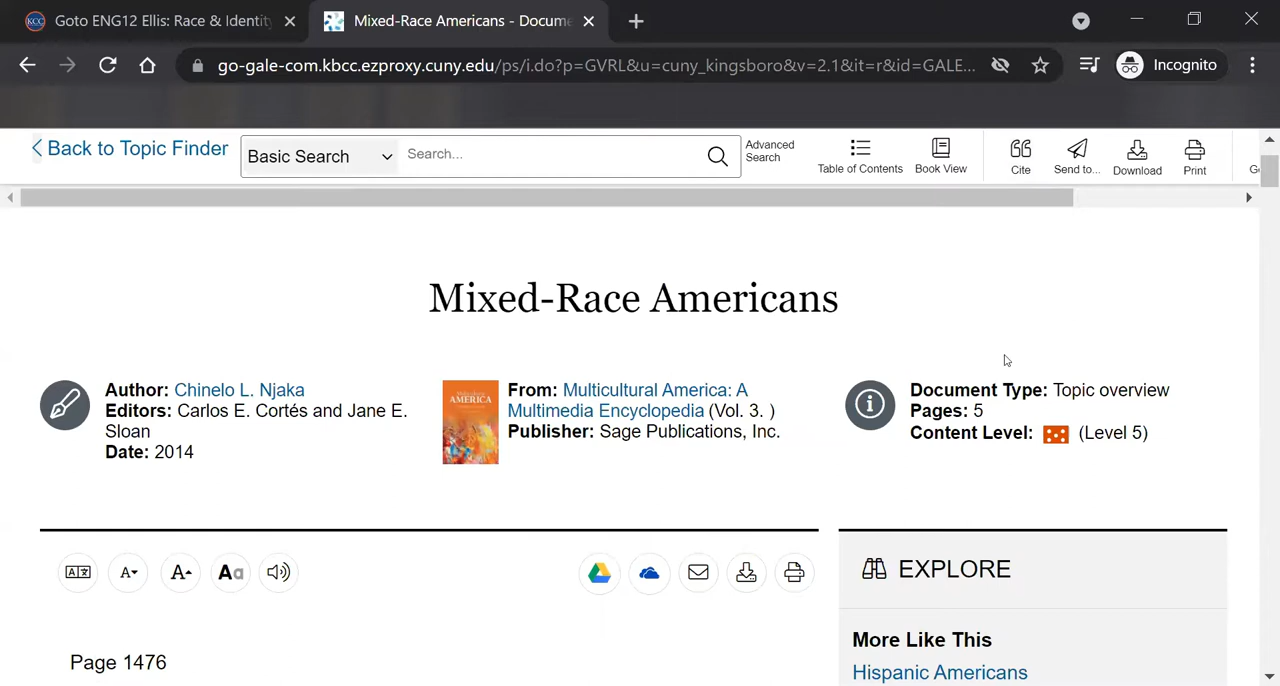 Goto ENG12 Ellis: Race & Identity
Mixed-Race Americans - Docume
go-gale-com.kbcc.ezproxy.cuny.edu/ps/i.do?p=GVRL&u=cuny_kingsboro&v=2.1&it=r&id=GALE...
Incognito
Back to Topic Finder
Basic Search
Search...
Advanced
Search
Table of Contents
Book View
Cite
Send to...
Download
Print
Mixed-Race Americans
Author: Chinelo L. Njaka
Editors: Carlos E. Cortés and Jane E.
Sloan
Date: 2014
AMERICA
From: Multicultural America: A
Multimedia Encyclopedia (Vol. 3. )
Publisher: Sage Publications, Inc.
Document Type: Topic overview
Pages: 5
Content Level: (Level 5)
A
A
Aa
EXPLORE
Page 1476
More Like This
Hispanic Americans